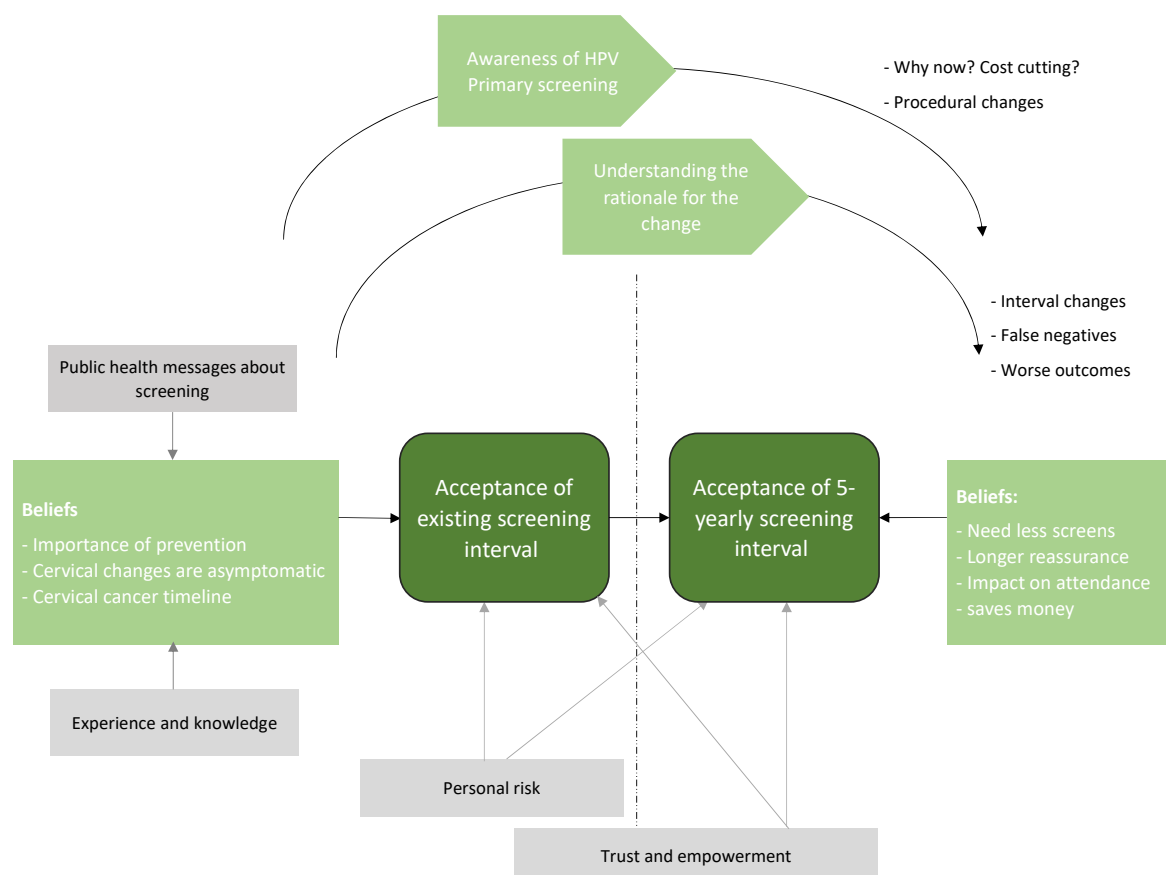 Awareness of HPV
Primary screening
- Why now? Cost cutting?
- Procedural changes
Understanding the
rationale for the
change
- Interval changes
- False negatives
- Worse outcomes
Public health messages about
screening
Beliefs
- Importance of prevention
- Cervical changes are asymptomatic
- Cervical cancer timeline
Acceptance of
existing screening
interval
Acceptance of 5-
yearly screening
interval
Beliefs:
- Need less screens
- Longer reassurance
- Impact on attendance
- saves money
Experience and knowledge
Personal risk
Trust and empowerment